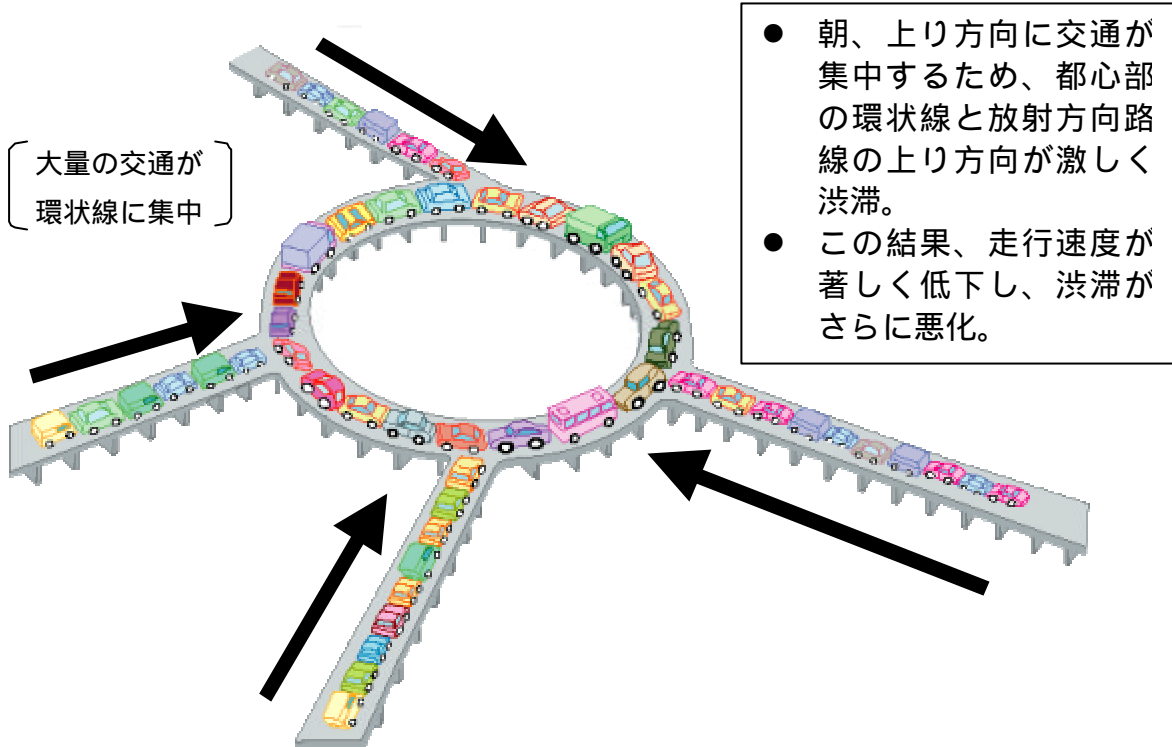 大量の交通が
環状線に集中
● 朝、上り方向に交通が
集中するため、都心部
の環状線と放射方向路
線の上り方向が激しく
渋滞。
● この結果、走行速度が
著しく低下し、渋滞が
さらに悪化。